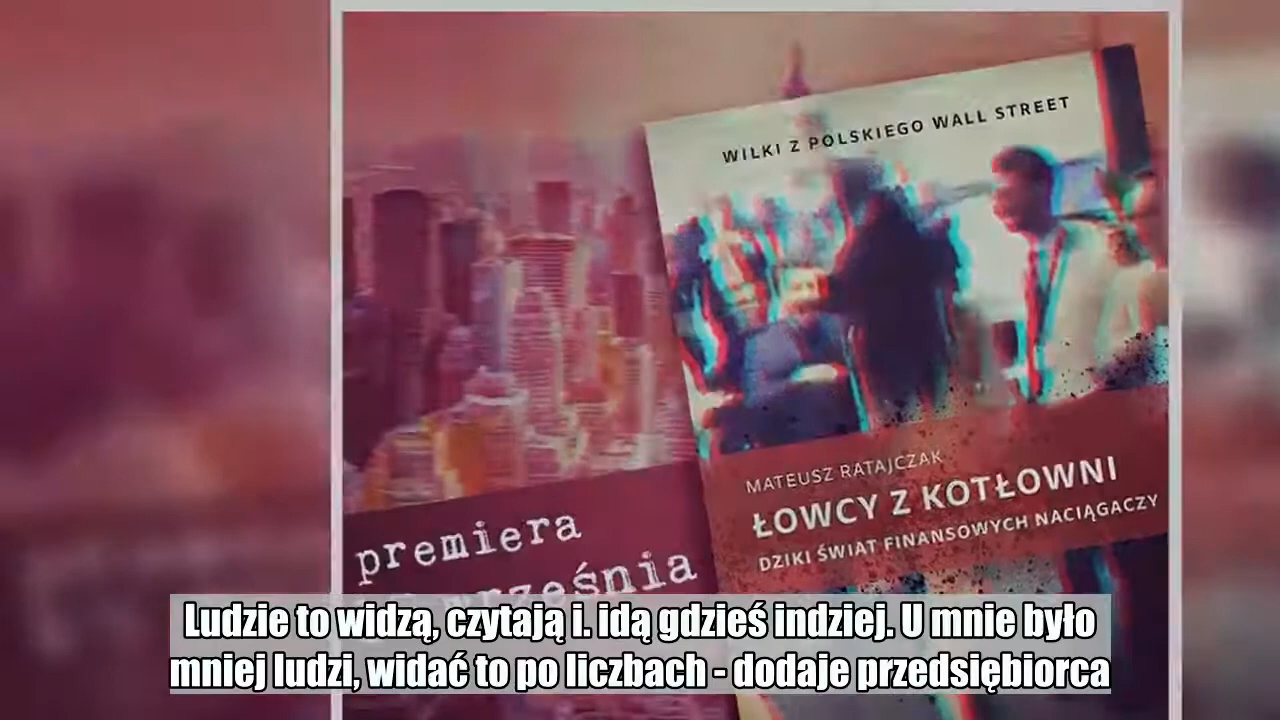 WILKI Z POLSKIEGO WALL STREET
MATEUSZ RATAJCZAK
ŁOWCY Z KOTŁOWNI
DZIKI ŚWIAT FINANSOWYCH NACIĄGACZY
premiera
września
Ludzie to widzą, czytają i. idą gdzieś indziej. U mnie było
mniej ludzi, widać to po liczbach - dodaje przedsiębiorca